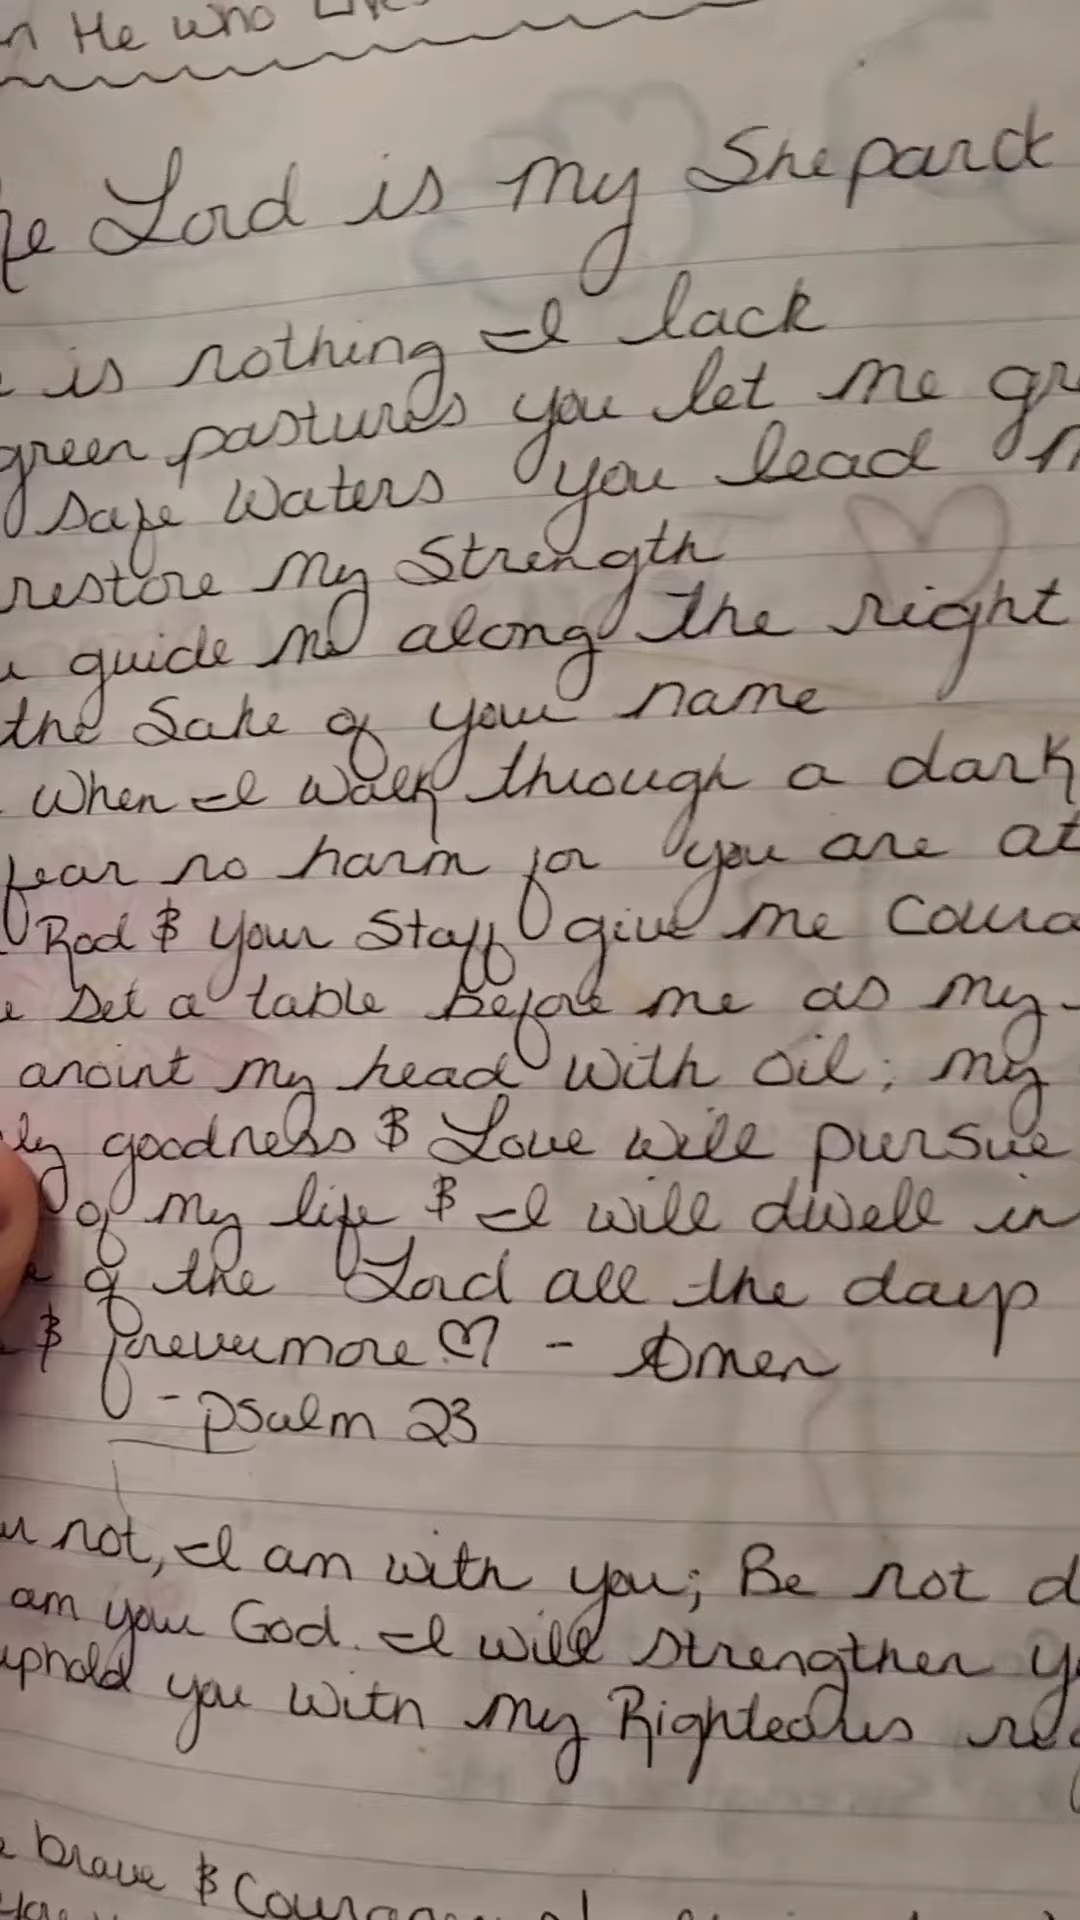 He who
Lord is my Shepard
is nothing I lack
green pastures you let me
safe Waters you lead
restore my Strength
guide me along the right
the Sake of your name
When I walk through a dark
fear no harm for you are at
Rod & your Staff give me
set a table before me as my
anoint my head with oil; my
goodness & Love will pursue
of my life & I will dwell in
of the Lord all the days
& forevermore ♡ - Amen
- psalm 23
not, I am with you; Be not
am your God. I will strengthen
uphold you with my Righteous
brave &